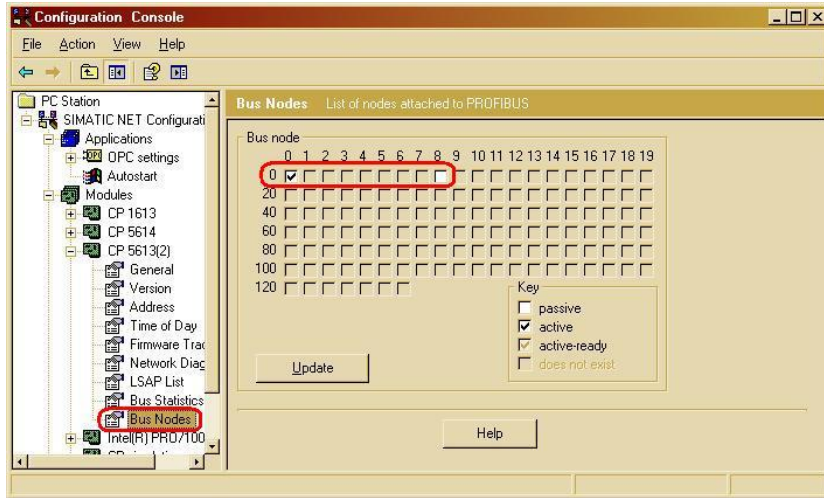 Configuration Console
File Action View Help
PC Station
SIMATIC NET Configurati
Applications
OPC settings
Autostart
Modules
CP 1613
CP 5614
CP 5613(2)
General
Version
Address
Time of Day
Firmware Trac
Network Diag
LSAP List
Bus Statistics
Bus Nodes
Intel(R) PRO/100
Bus Nodes List of nodes attached to PROFIBUS
Bus node
0 1 2 3 4 5 6 7 8 9 10 11 12 13 14 15 16 17 18 19
0
20
40
60
80
100
120
Key
passive
active
active-ready
does not exist
Update
Help